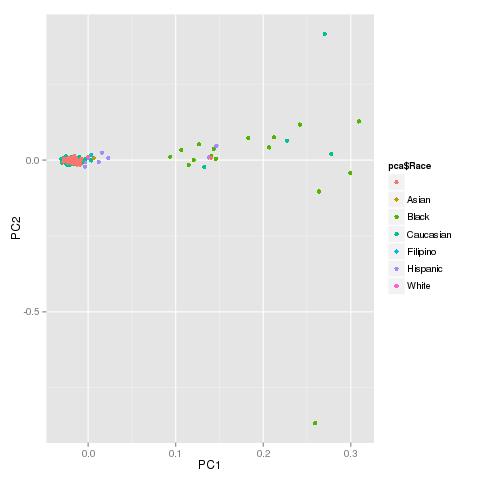 0.0
-0.5
PC2
0.0
0.1
0.2
0.3
PC1
pca$Race
Asian
Black
Caucasian
Filipino
Hispanic
White